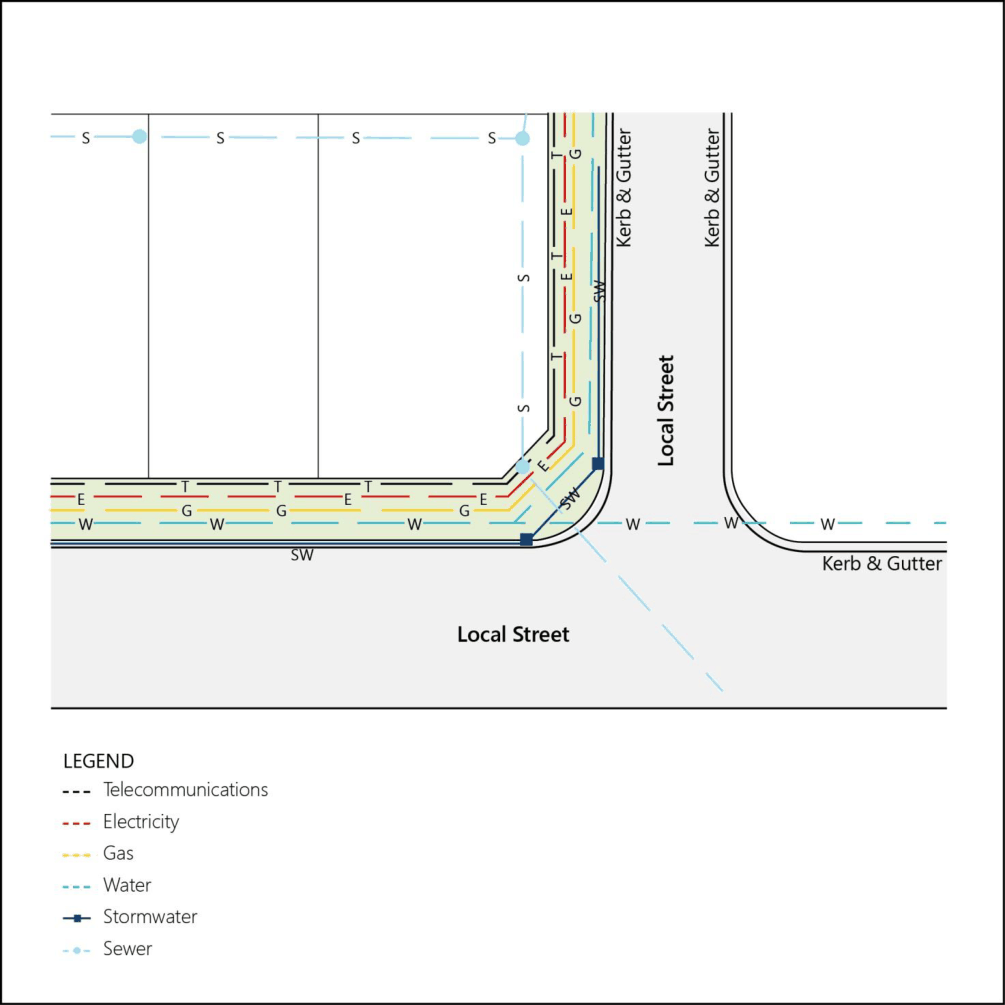 S S S S
T G
Kerb & Gutter Kerb & Gutter
E
T
S E
SW
G
T
Local Street
S G
E
T T T
E E E
G G G
SW
W W W W W W
SW
Kerb & Gutter
Local Street
LEGEND
Telecommunications
Electricity
Gas
Water
Stormwater
Sewer